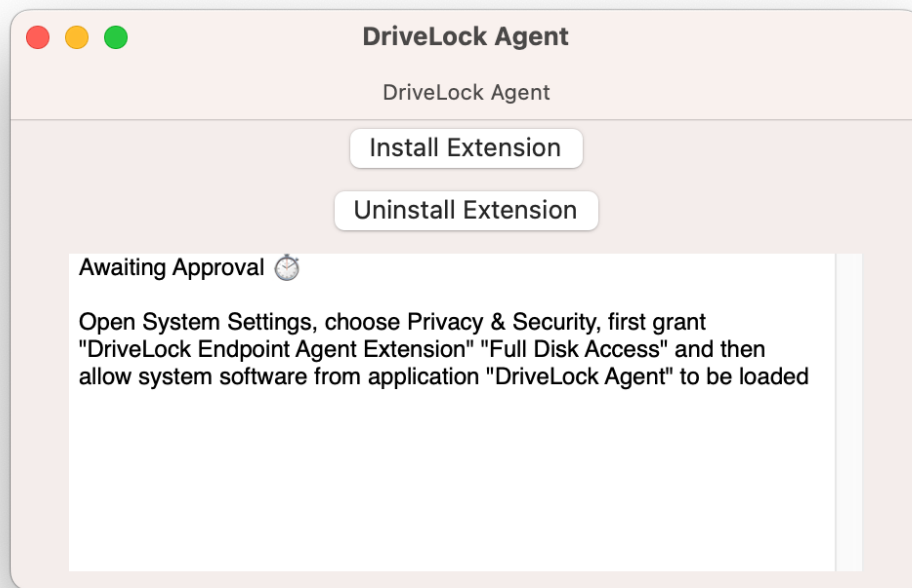 DriveLock Agent
DriveLock Agent
Install Extension
Uninstall Extension
Awaiting Approval ⏱
Open System Settings, choose Privacy & Security, first grant
"DriveLock Endpoint Agent Extension" "Full Disk Access" and then
allow system software from application "DriveLock Agent" to be loaded